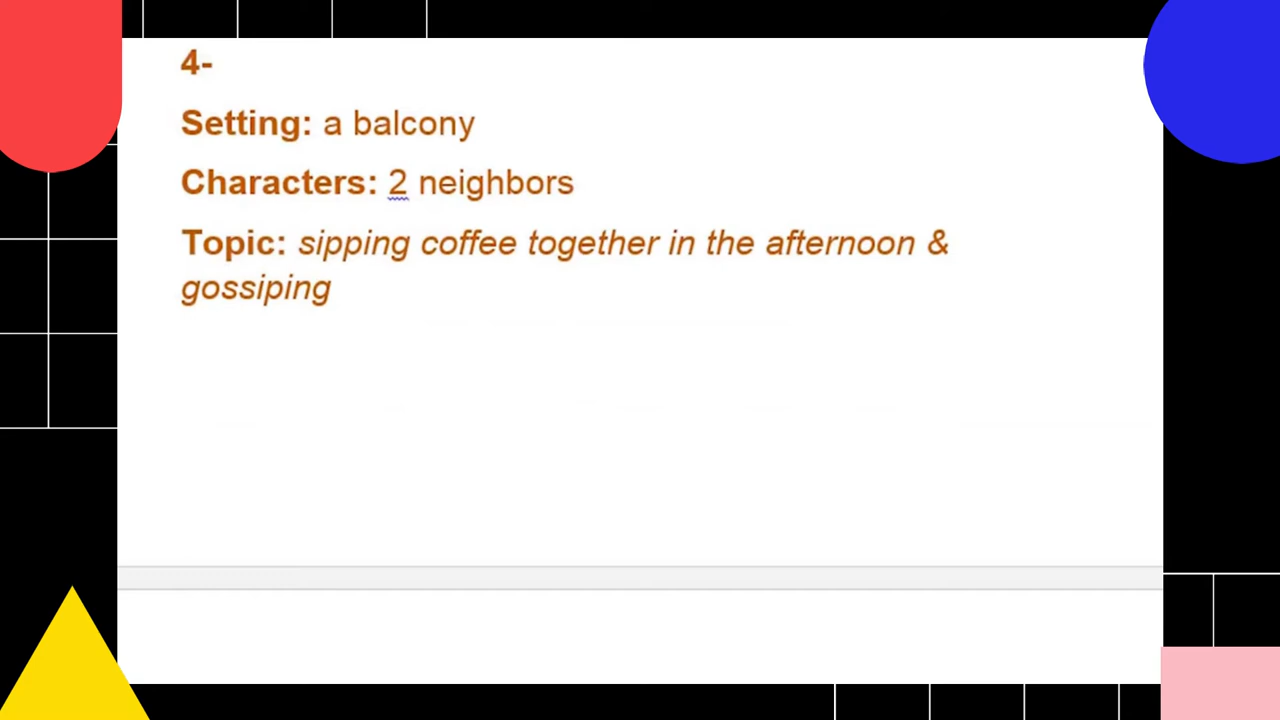 4-
Setting: a balcony
Characters: 2 neighbors
Topic: sipping coffee together in the afternoon &
gossiping